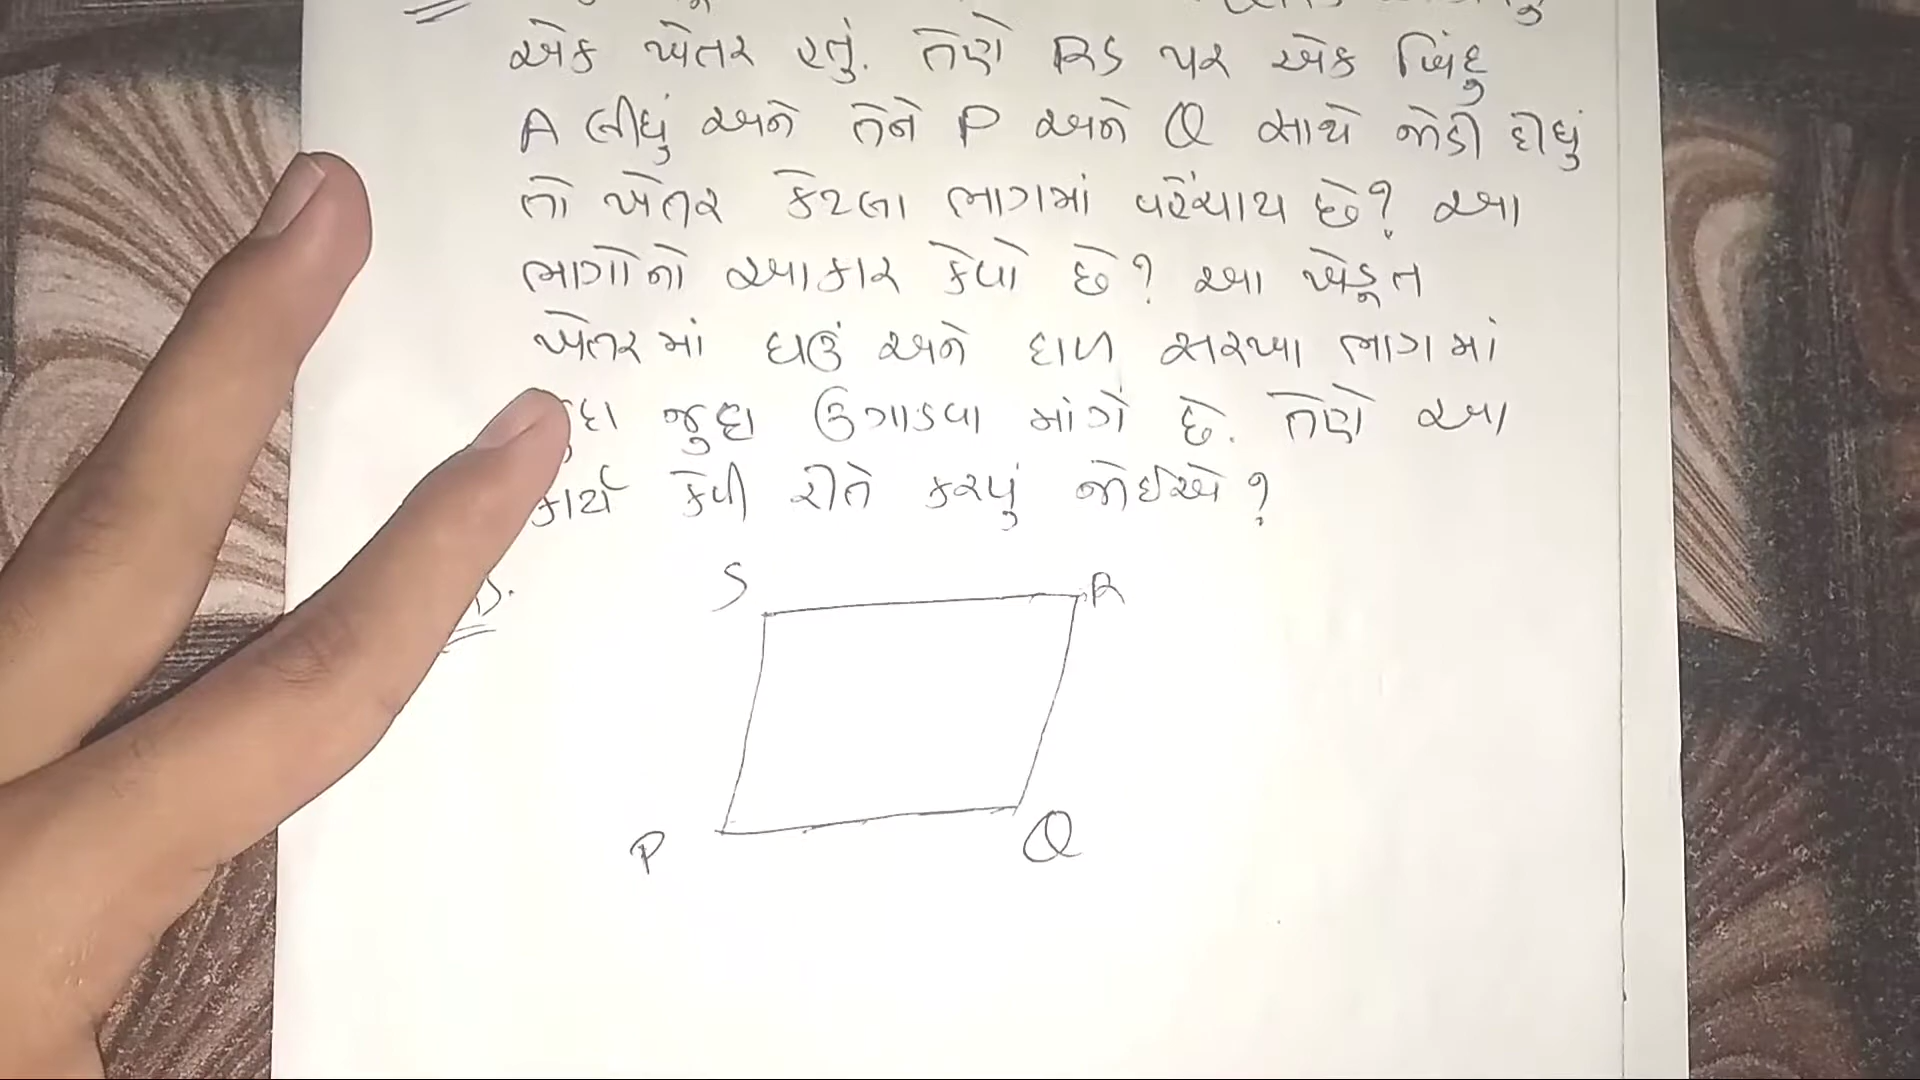 એક ખેતર હતું. તેણે RS પર એક બિંદુ
A લીધું અને તેને P અને Q સાથે જોડી દીધું
તો ખેતર કેટલા ભાગમાં વહેંચાય છે? આ
ભાગોનો આકાર કેવો છે? આ ખેડૂત
ખેતરમાં ઘઉં અને દાળ સરખા ભાગમાં
જુદા ઉગાડવા માંગે છે. તેણે આ
કાર્ય કેવી રીતે કરવું જોઈએ?
S R
P Q